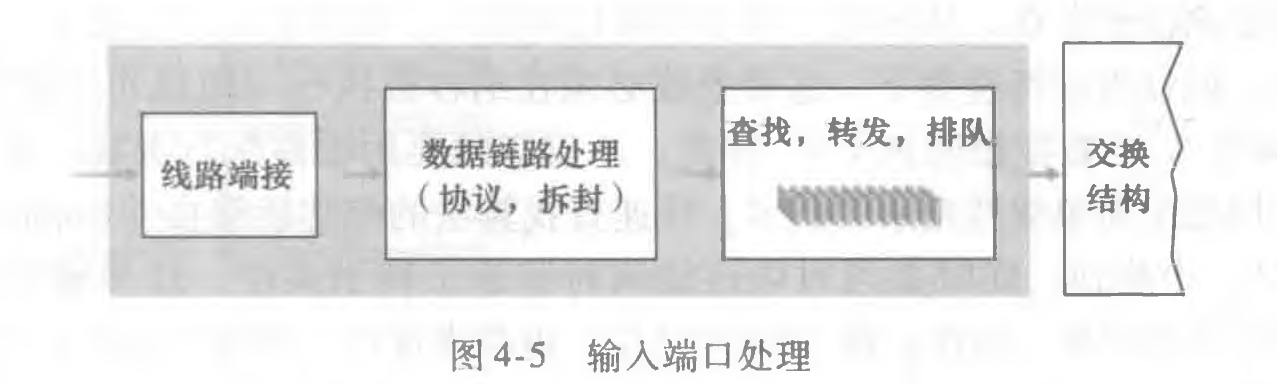 线路端接
数据链路处理
（协议，拆封）
查找，转发，排队
交换
结构
图4-5 输入端口处理